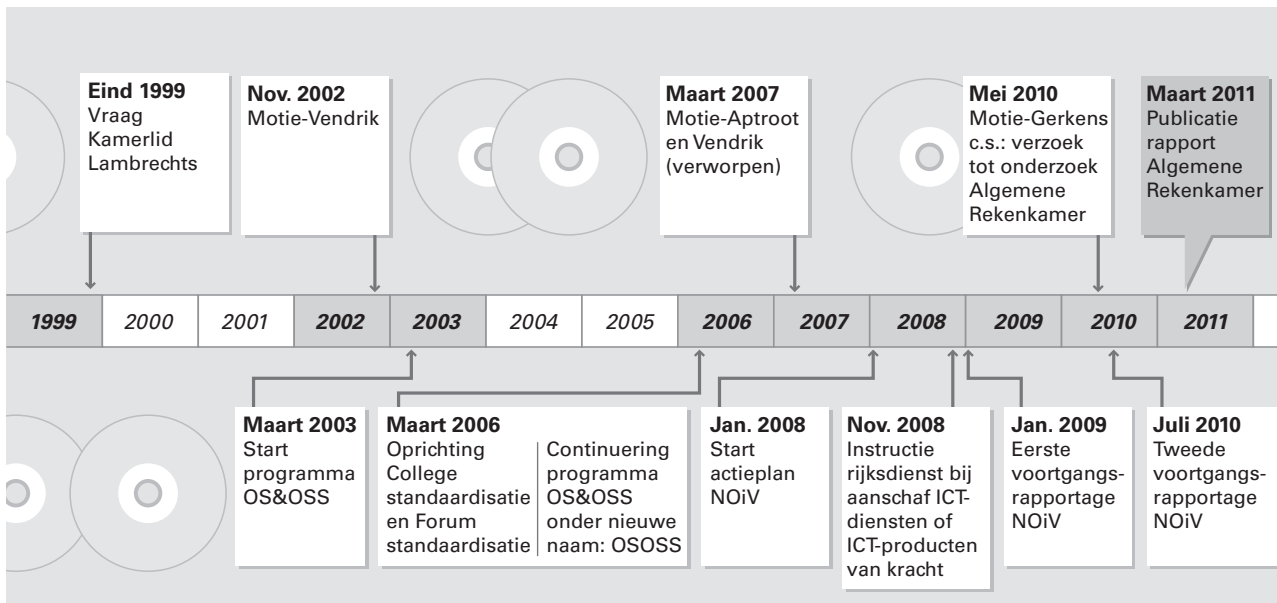 Eind 1999
Vraag
Kamerlid
Lambrechts
Nov. 2002
Motie-Vendrik
Maart 2007
Motie-Aptroot
en Vendrik
(verworpen)
Mei 2010
Motie-Gerkens
c.s.: verzoek
tot onderzoek
Algemene
Rekenkamer
Maart 2011
Publicatie
rapport
Algemene
Rekenkamer
1999 2000 2001 2002 2003 2004 2005 2006 2007 2008 2009 2010 2011
Maart 2003
Start
programma
OS&OSS
Maart 2006
Oprichting
College
standaardisatie
en Forum
standaardisatie
Continuering
programma
OS&OSS
onder nieuwe
naam: OSOSS
Jan. 2008
Start
actieplan
NOiV
Nov. 2008
Instructie
rijksdienst bij
aanschaf ICT-
diensten of
ICT-producten
van kracht
Jan. 2009
Eerste
voortgangs-
rapportage
NOiV
Juli 2010
Tweede
voortgangs-
rapportage
NOiV